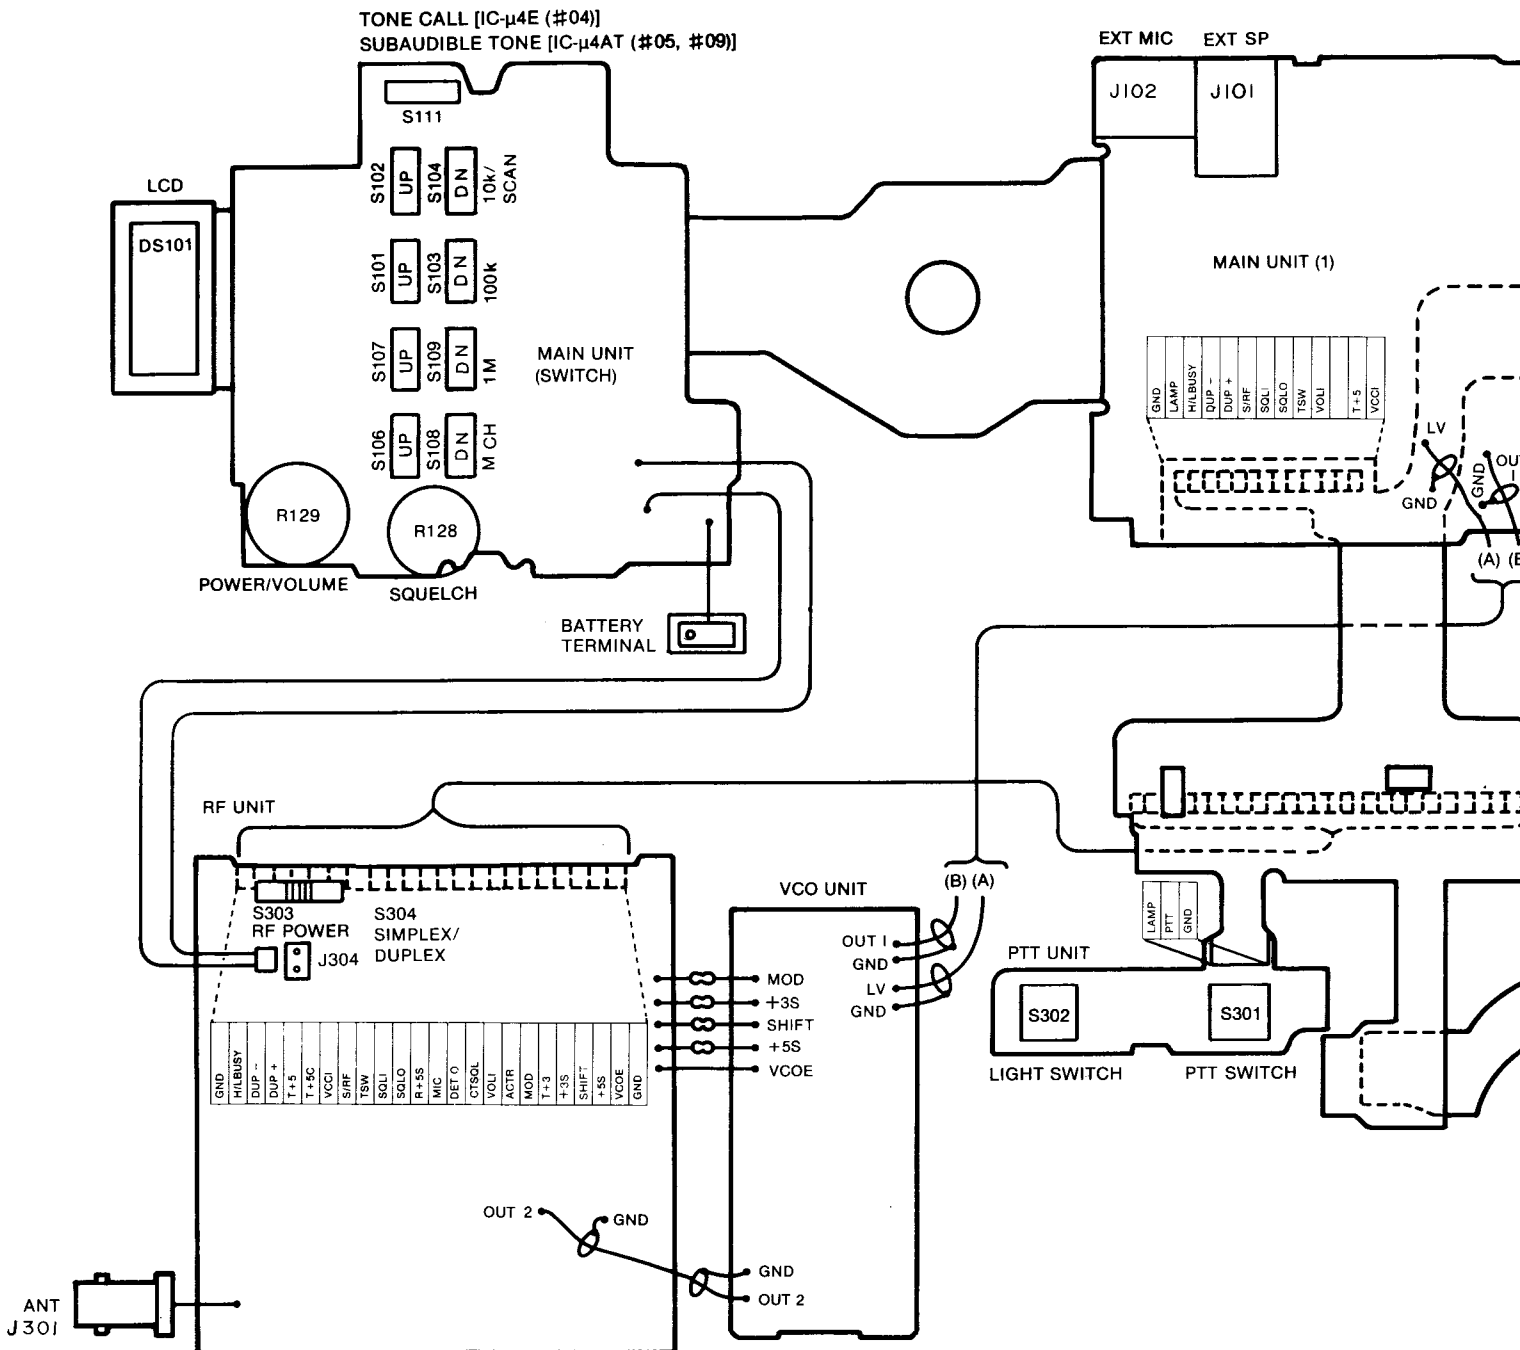 TONE CALL [IC-µ4E (#04)]
SUBAUDIBLE TONE [IC-µ4AT (#05, #09)]
S111
S102
UP
S104
DN
10k/
SCAN
S101
UP
S103
DN
100k
S107
UP
S109
DN
1M
S106
UP
S108
DN
M CH
LCD
DS101
MAIN UNIT
(SWITCH)
R129
R128
POWER/VOLUME
SQUELCH
BATTERY
TERMINAL
EXT MIC
EXT SP
J102
J101
MAIN UNIT (1)
GND
LAMP
H/LBUSY
DUP -
DUP +
S/RF
SQLI
SQLO
TSW
VOLI
T+5
VCCI
LV
GND
GND
(A)
RF UNIT
S303
RF POWER
S304
SIMPLEX/
DUPLEX
J304
GND
H/LBUSY
DUP -
DUP +
T+5
T+5C
VCCI
S/RF
TSW
SQLI
SQLO
R+5S
MIC
DET O
CTSQL
VOLI
ACTR
MOD
T+3
+3S
SHIFT
+5S
VCOE
GND
VCO UNIT
(B) (A)
OUT 1
GND
LV
GND
MOD
+3S
SHIFT
+5S
VCOE
OUT 2
GND
GND
OUT 2
ANT
J301
LAMP
PTT
GND
PTT UNIT
S302
S301
LIGHT SWITCH
PTT SWITCH